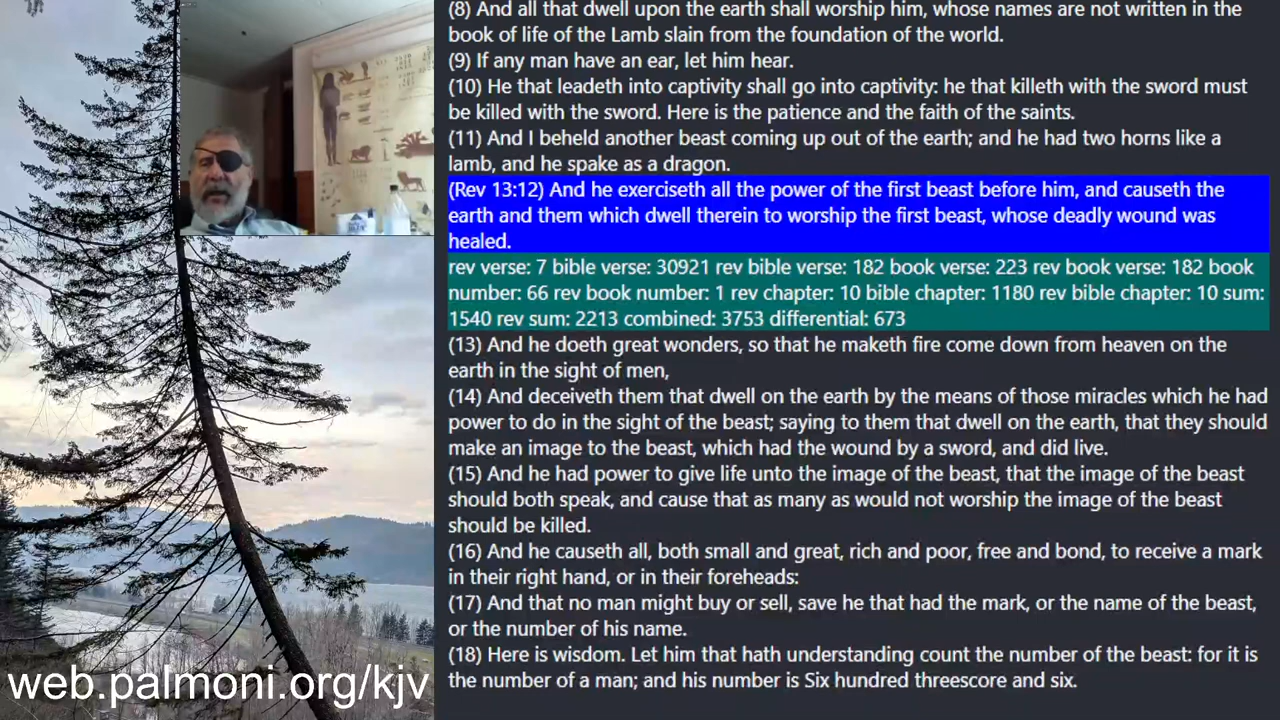 (8) And all that dwell upon the earth shall worship him, whose names are not written in the
book of life of the Lamb slain from the foundation of the world.
(9) If any man have an ear, let him hear.
(10) He that leadeth into captivity shall go into captivity: he that killeth with the sword must
be killed with the sword. Here is the patience and the faith of the saints.
(11) And I beheld another beast coming up out of the earth; and he had two horns like a
lamb, and he spake as a dragon.
(Rev 13:12) And he exerciseth all the power of the first beast before him, and causeth the
earth and them which dwell therein to worship the first beast, whose deadly wound was
healed.
rev verse: 7 bible verse: 30921 rev bible verse: 182 book verse: 223 rev book verse: 182 book
number: 66 rev book number: 1 rev chapter: 10 bible chapter: 1180 rev bible chapter: 10 sum:
1540 rev sum: 2213 combined: 3753 differential: 673
(13) And he doeth great wonders, so that he maketh fire come down from heaven on the
earth in the sight of men,
(14) And deceiveth them that dwell on the earth by the means of those miracles which he had
power to do in the sight of the beast; saying to them that dwell on the earth, that they should
make an image to the beast, which had the wound by a sword, and did live.
(15) And he had power to give life unto the image of the beast, that the image of the beast
should both speak, and cause that as many as would not worship the image of the beast
should be killed.
(16) And he causeth all, both small and great, rich and poor, free and bond, to receive a mark
in their right hand, or in their foreheads:
(17) And that no man might buy or sell, save he that had the mark, or the name of the beast,
or the number of his name.
(18) Here is wisdom. Let him that hath understanding count the number of the beast: for it is
the number of a man; and his number is Six hundred threescore and six.
web.palmoni.org/kjv